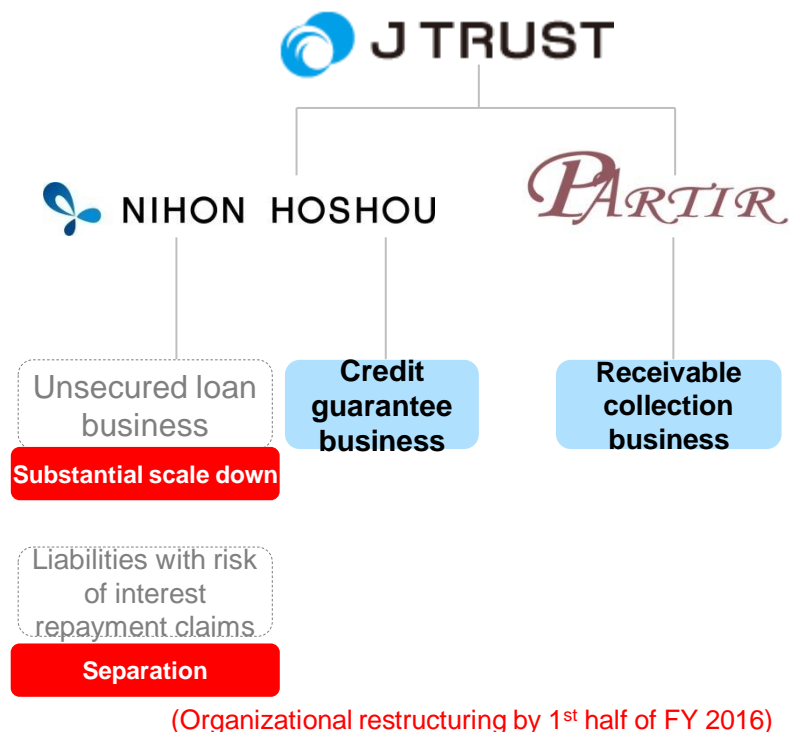 J TRUST
NIHON HOSHOU
PARTIR
Unsecured loan
business
Substantial scale down
Credit
guarantee
business
Receivable
collection
business
Liabilities with risk
of interest
repayment claims
Separation
(Organizational restructuring by 1st half of FY 2016)